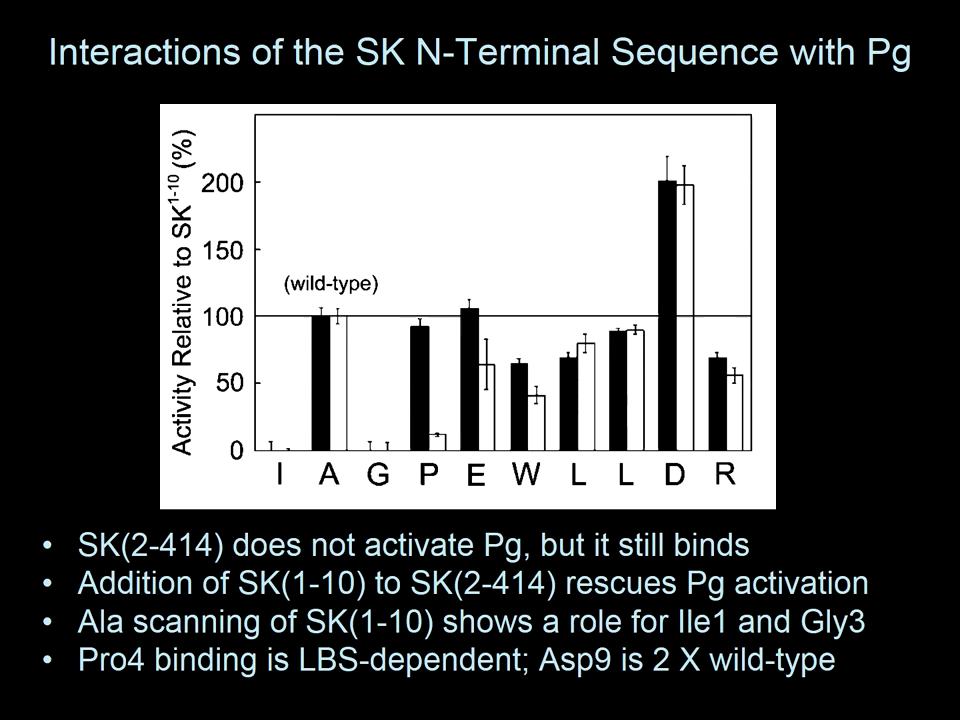 Interactions of the SK N-Terminal Sequence with Pg
Activity Relative to SK¹⁻¹⁰ (%)
200
150
100
50
0
(wild-type)
I A G P E W L L D R
• SK(2-414) does not activate Pg, but it still binds
• Addition of SK(1-10) to SK(2-414) rescues Pg activation
• Ala scanning of SK(1-10) shows a role for Ile1 and Gly3
• Pro4 binding is LBS-dependent; Asp9 is 2 X wild-type